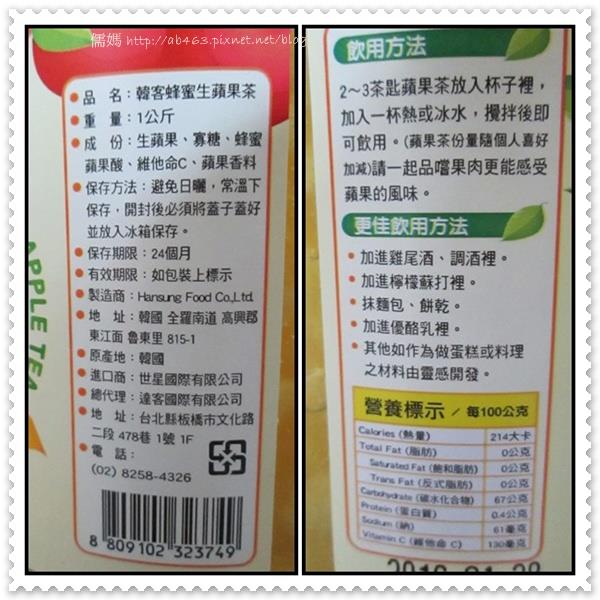 儒媽 http://ab463.pixnet.net/blog
品 名：韓客蜂蜜生蘋果茶
重 量：1公斤
成 份：生蘋果、寡糖、蜂蜜
蘋果酸、維他命C、蘋果香料
保存方法：避免日曬，常溫下
保存，開封後必須將蓋子蓋好
並放入冰箱保存。
保存期限：24個月
有效期限：如包裝上標示
製造商：Hansung Food Co.,Ltd.
地 址：韓國 全羅南道 高興郡
東江面 魯東里 815-1
原產地：韓國
進口商：世星國際有限公司
總代理：達客國際有限公司
地 址：台北縣板橋市文化路
二段 478巷 1號 1F
電 話：
(02) 8258-4326
8 809102 323749
APPLE TEA
飲用方法
2～3茶匙蘋果茶放入杯子裡，
加入一杯熱或冰水，攪拌後即
可飲用。(蘋果茶份量隨個人喜好
加減)請一起品嚐果肉更能感受
蘋果的風味。
更佳飲用方法
加進雞尾酒、調酒裡。
加進檸檬蘇打裡。
抹麵包、餅乾。
加進優酪乳裡。
其他如作為做蛋糕或料理
之材料由靈感開發。
營養標示 / 每100公克
Calories (熱量) 214大卡
Total Fat (脂肪) 0公克
Saturated Fat (飽和脂肪) 0公克
Trans Fat (反式脂肪) 0公克
Carbohydrate (碳水化合物) 67公克
Protein (蛋白質) 0.4公克
Sodium (鈉) 61毫克
Vitamin C (維他命 C) 130毫克